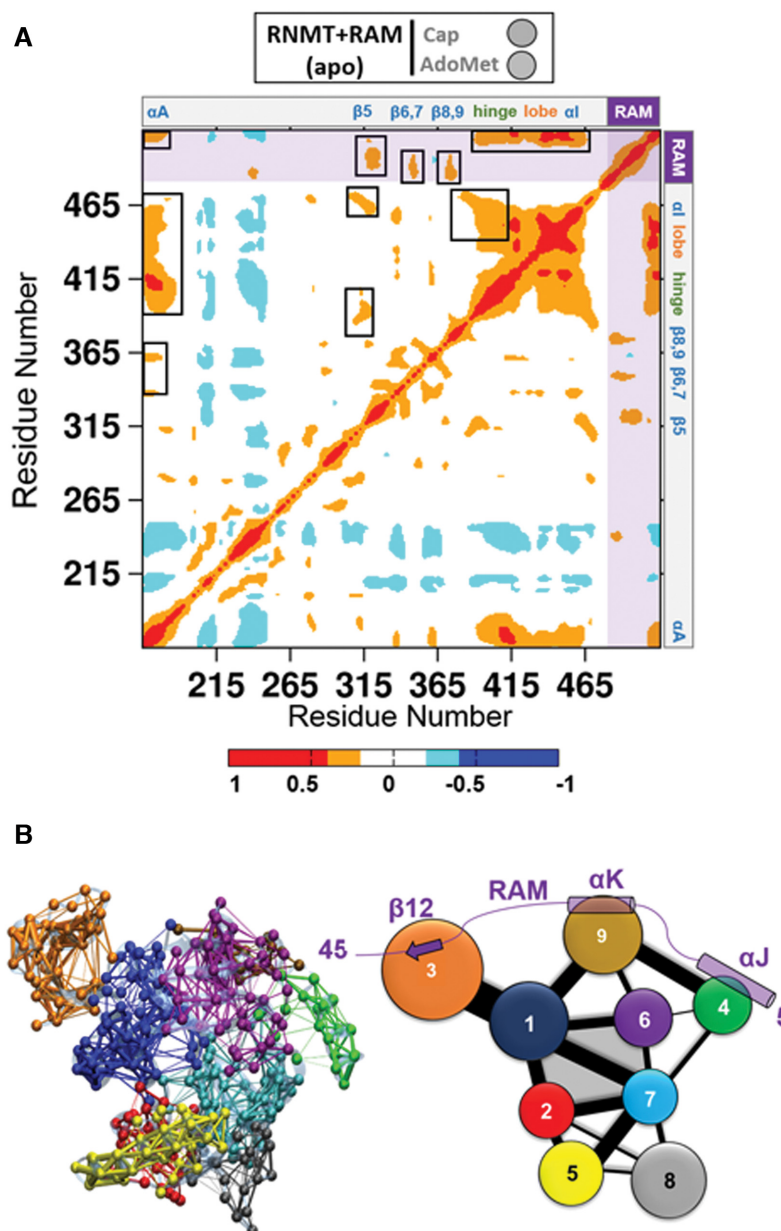 A
RNMT+RAM
(apo)
Cap
AdoMet
αA β5 β6,7 β8,9 hinge lobe αI RAM
RAM
αI
lobe
hinge
β8,9
β6,7
β5
αA
465
415
365
315
265
215
Residue Number
215 265 315 365 415 465
Residue Number
1 0.5 0 -0.5 -1
B
RAM
αK
β12
45
αJ
9
3
4
1
6
7
2
5
8